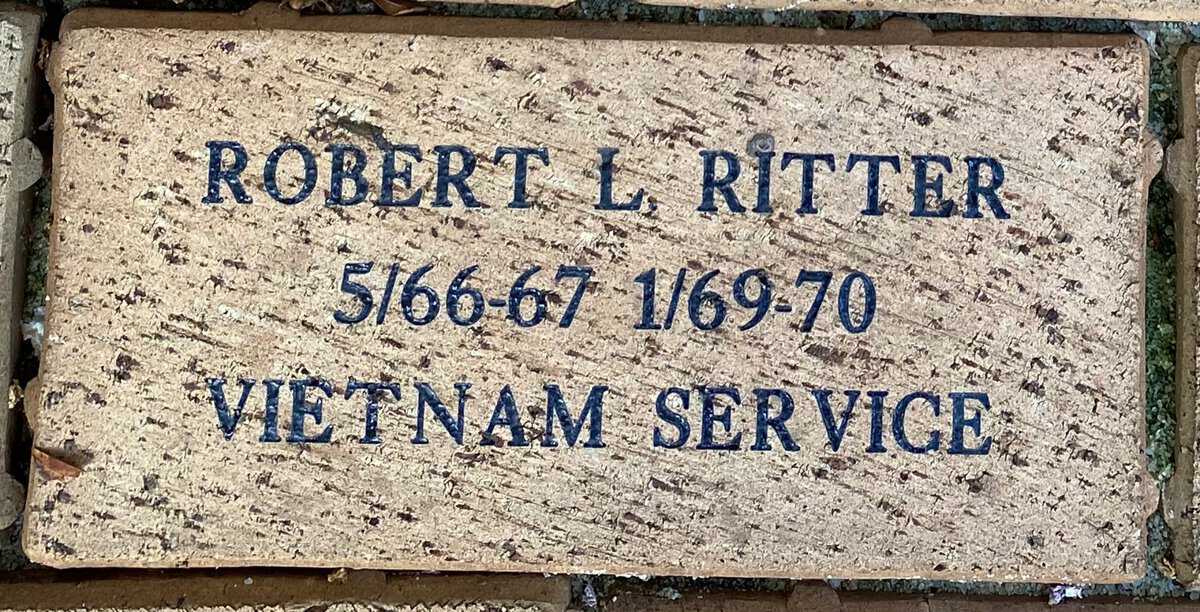 ROBERT L. RITTER
5/66-67 1/69-70
VIETNAM SERVICE